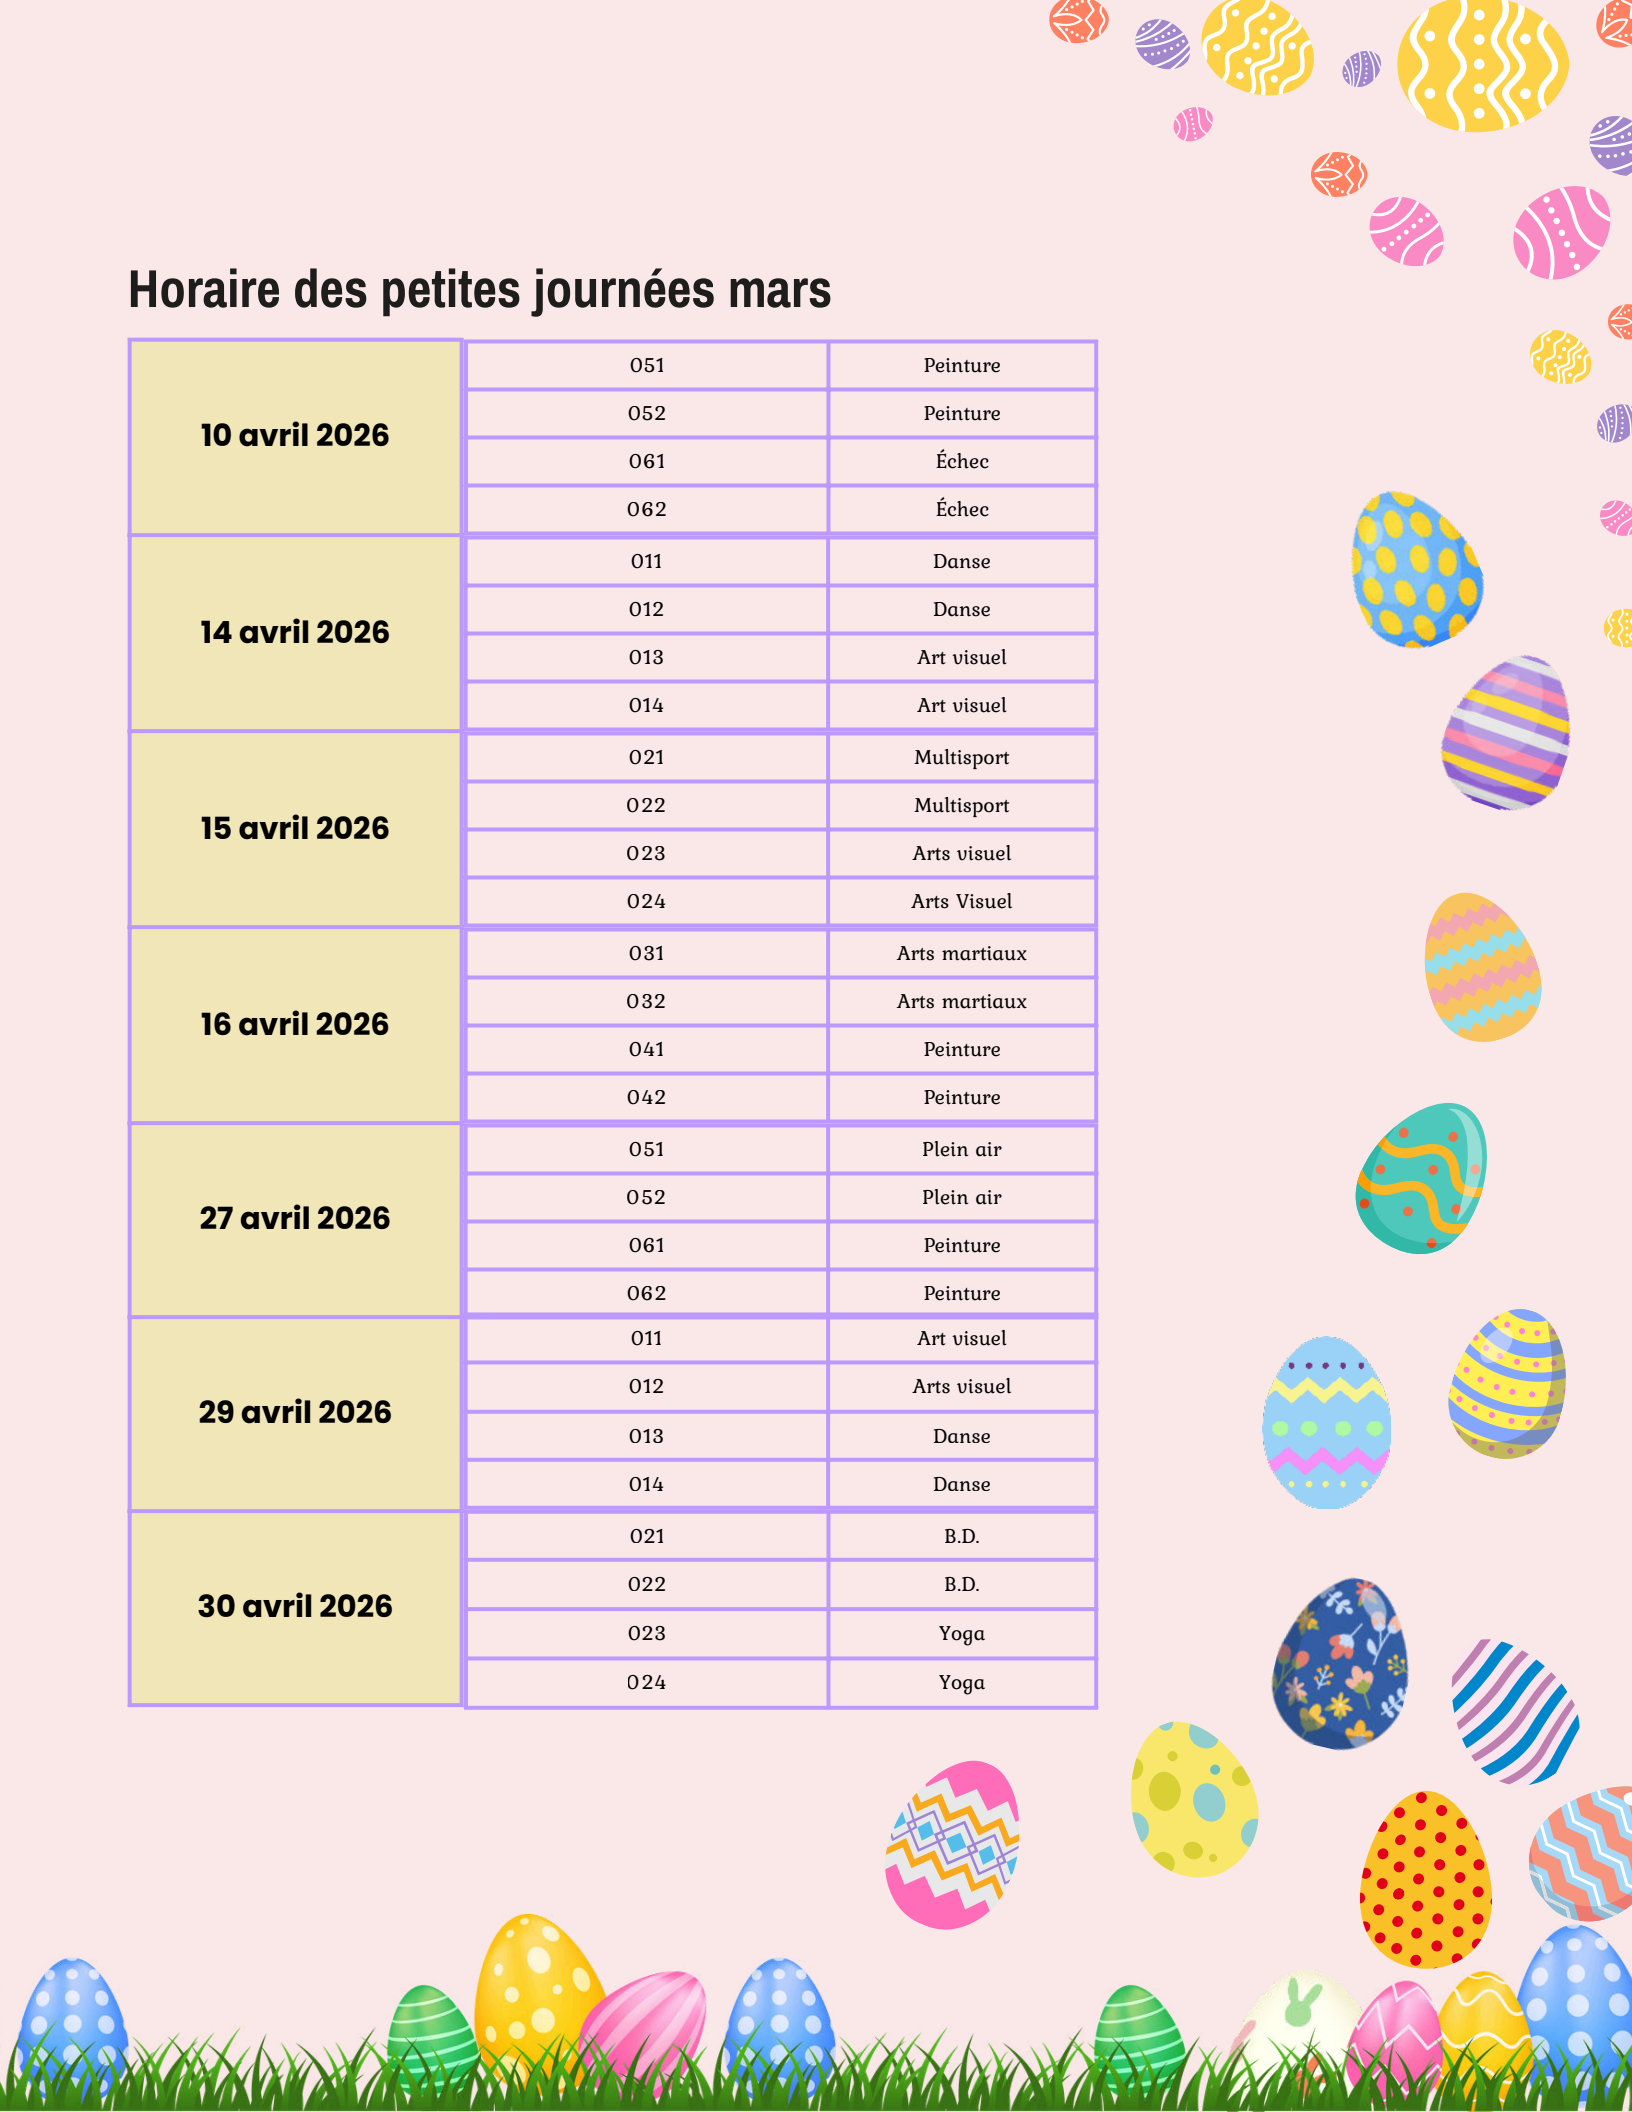 Horaire des petites journées mars
10 avril 2026
051 Peinture
052 Peinture
061 Échec
062 Échec
14 avril 2026
011 Danse
012 Danse
013 Art visuel
014 Art visuel
15 avril 2026
021 Multisport
022 Multisport
023 Arts visuel
024 Arts Visuel
16 avril 2026
031 Arts martiaux
032 Arts martiaux
041 Peinture
042 Peinture
27 avril 2026
051 Plein air
052 Plein air
061 Peinture
062 Peinture
29 avril 2026
011 Art visuel
012 Arts visuel
013 Danse
014 Danse
30 avril 2026
021 B.D.
022 B.D.
023 Yoga
024 Yoga